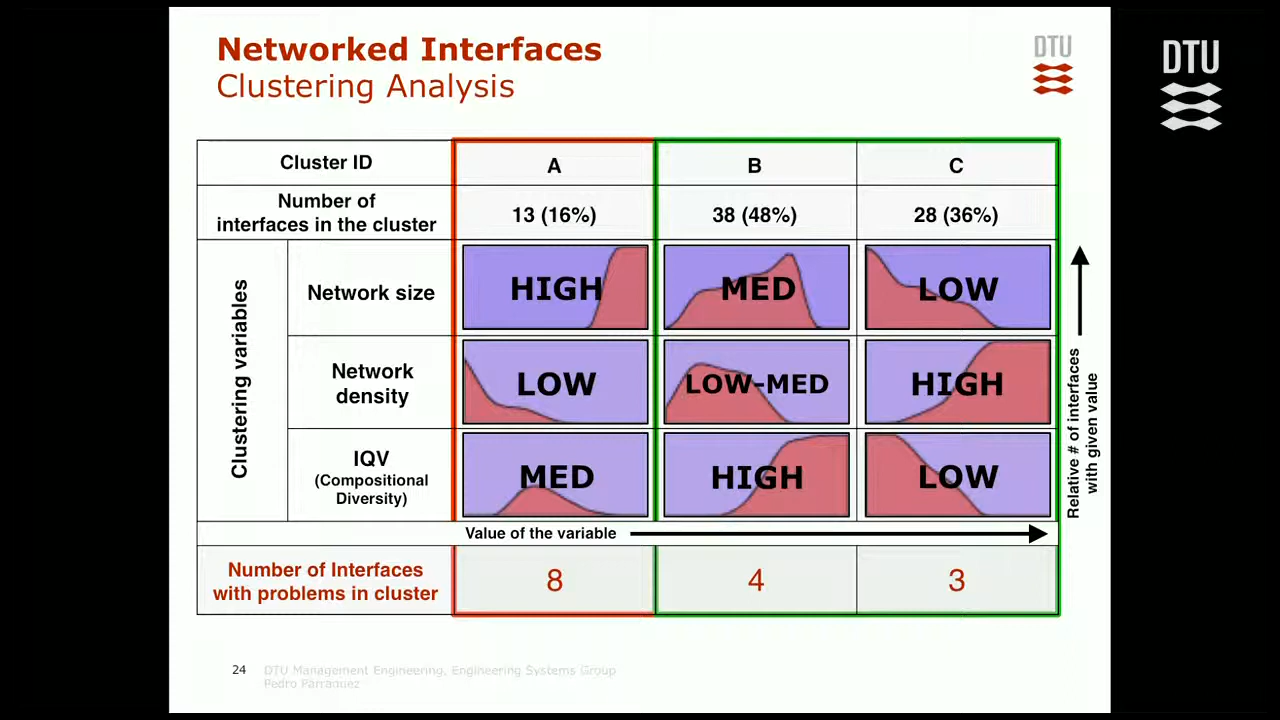 Networked Interfaces
Clustering Analysis
DTU
DTU
Cluster ID
A
B
C
Number of
interfaces in the cluster
13 (16%)
38 (48%)
28 (36%)
Clustering variables
Network size
HIGH
MED
LOW
Network
density
LOW
LOW-MED
HIGH
IQV
(Compositional
Diversity)
MED
HIGH
LOW
Relative # of interfaces
with given value
Value of the variable
Number of Interfaces
with problems in cluster
8
4
3
24
DTU Management Engineering, Engineering Systems Group
Pedro Parraguez